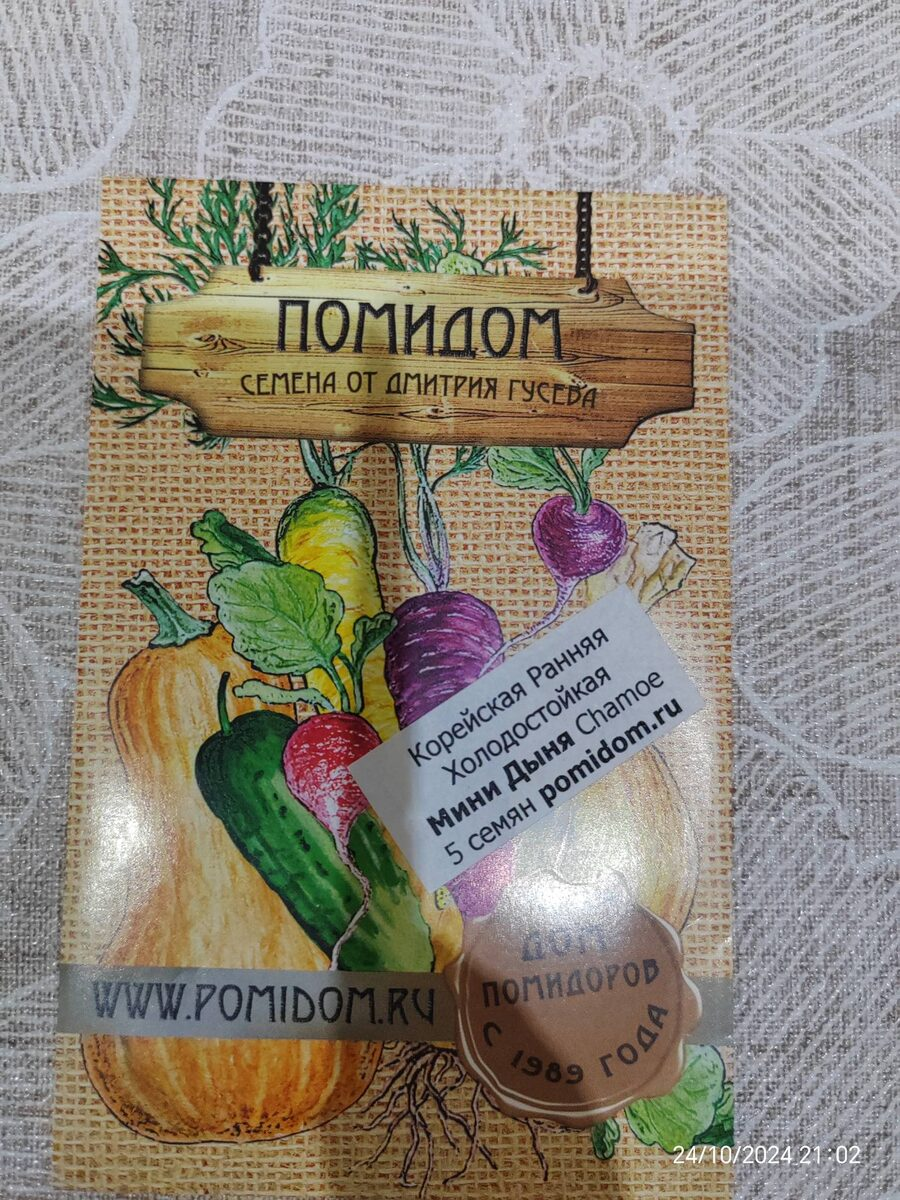 ПОМИДОМ
СЕМЕНА ОТ ДМИТРИЯ ГУСЕВА
Корейская Ранняя
Холодостойкая
Мини Дыня Chamoe
5 семян pomidom.ru
WWW.POMIDOM.RU
ДОМ
ПОМИДОРОВ
С 1989 ГОДА
24/10/2024 21:02